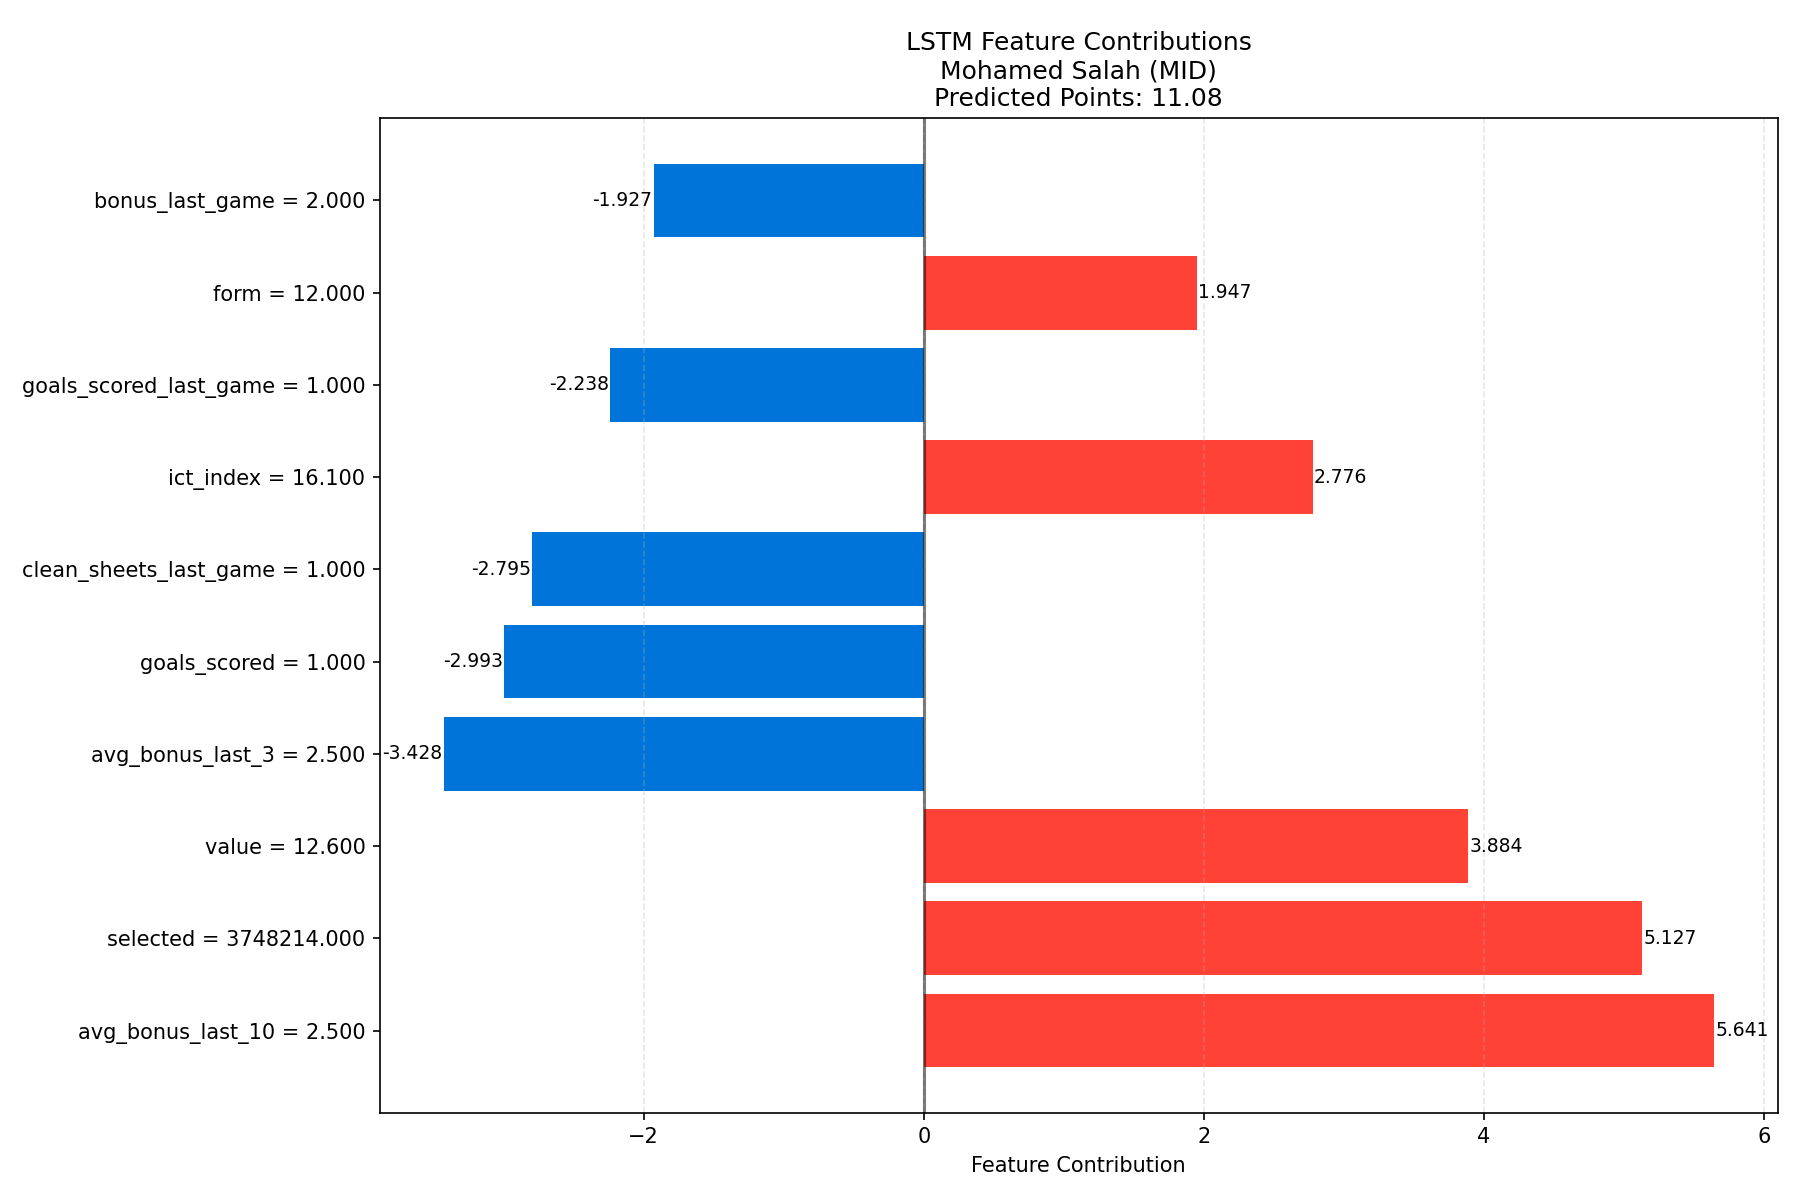 LSTM Feature Contributions
Mohamed Salah (MID)
Predicted Points: 11.08
bonus_last_game = 2.000
-1.927
form = 12.000
1.947
goals_scored_last_game = 1.000
-2.238
ict_index = 16.100
2.776
clean_sheets_last_game = 1.000
-2.795
goals_scored = 1.000
-2.993
avg_bonus_last_3 = 2.500
-3.428
value = 12.600
3.884
selected = 3748214.000
5.127
avg_bonus_last_10 = 2.500
5.641
−2 0 2 4 6
Feature Contribution